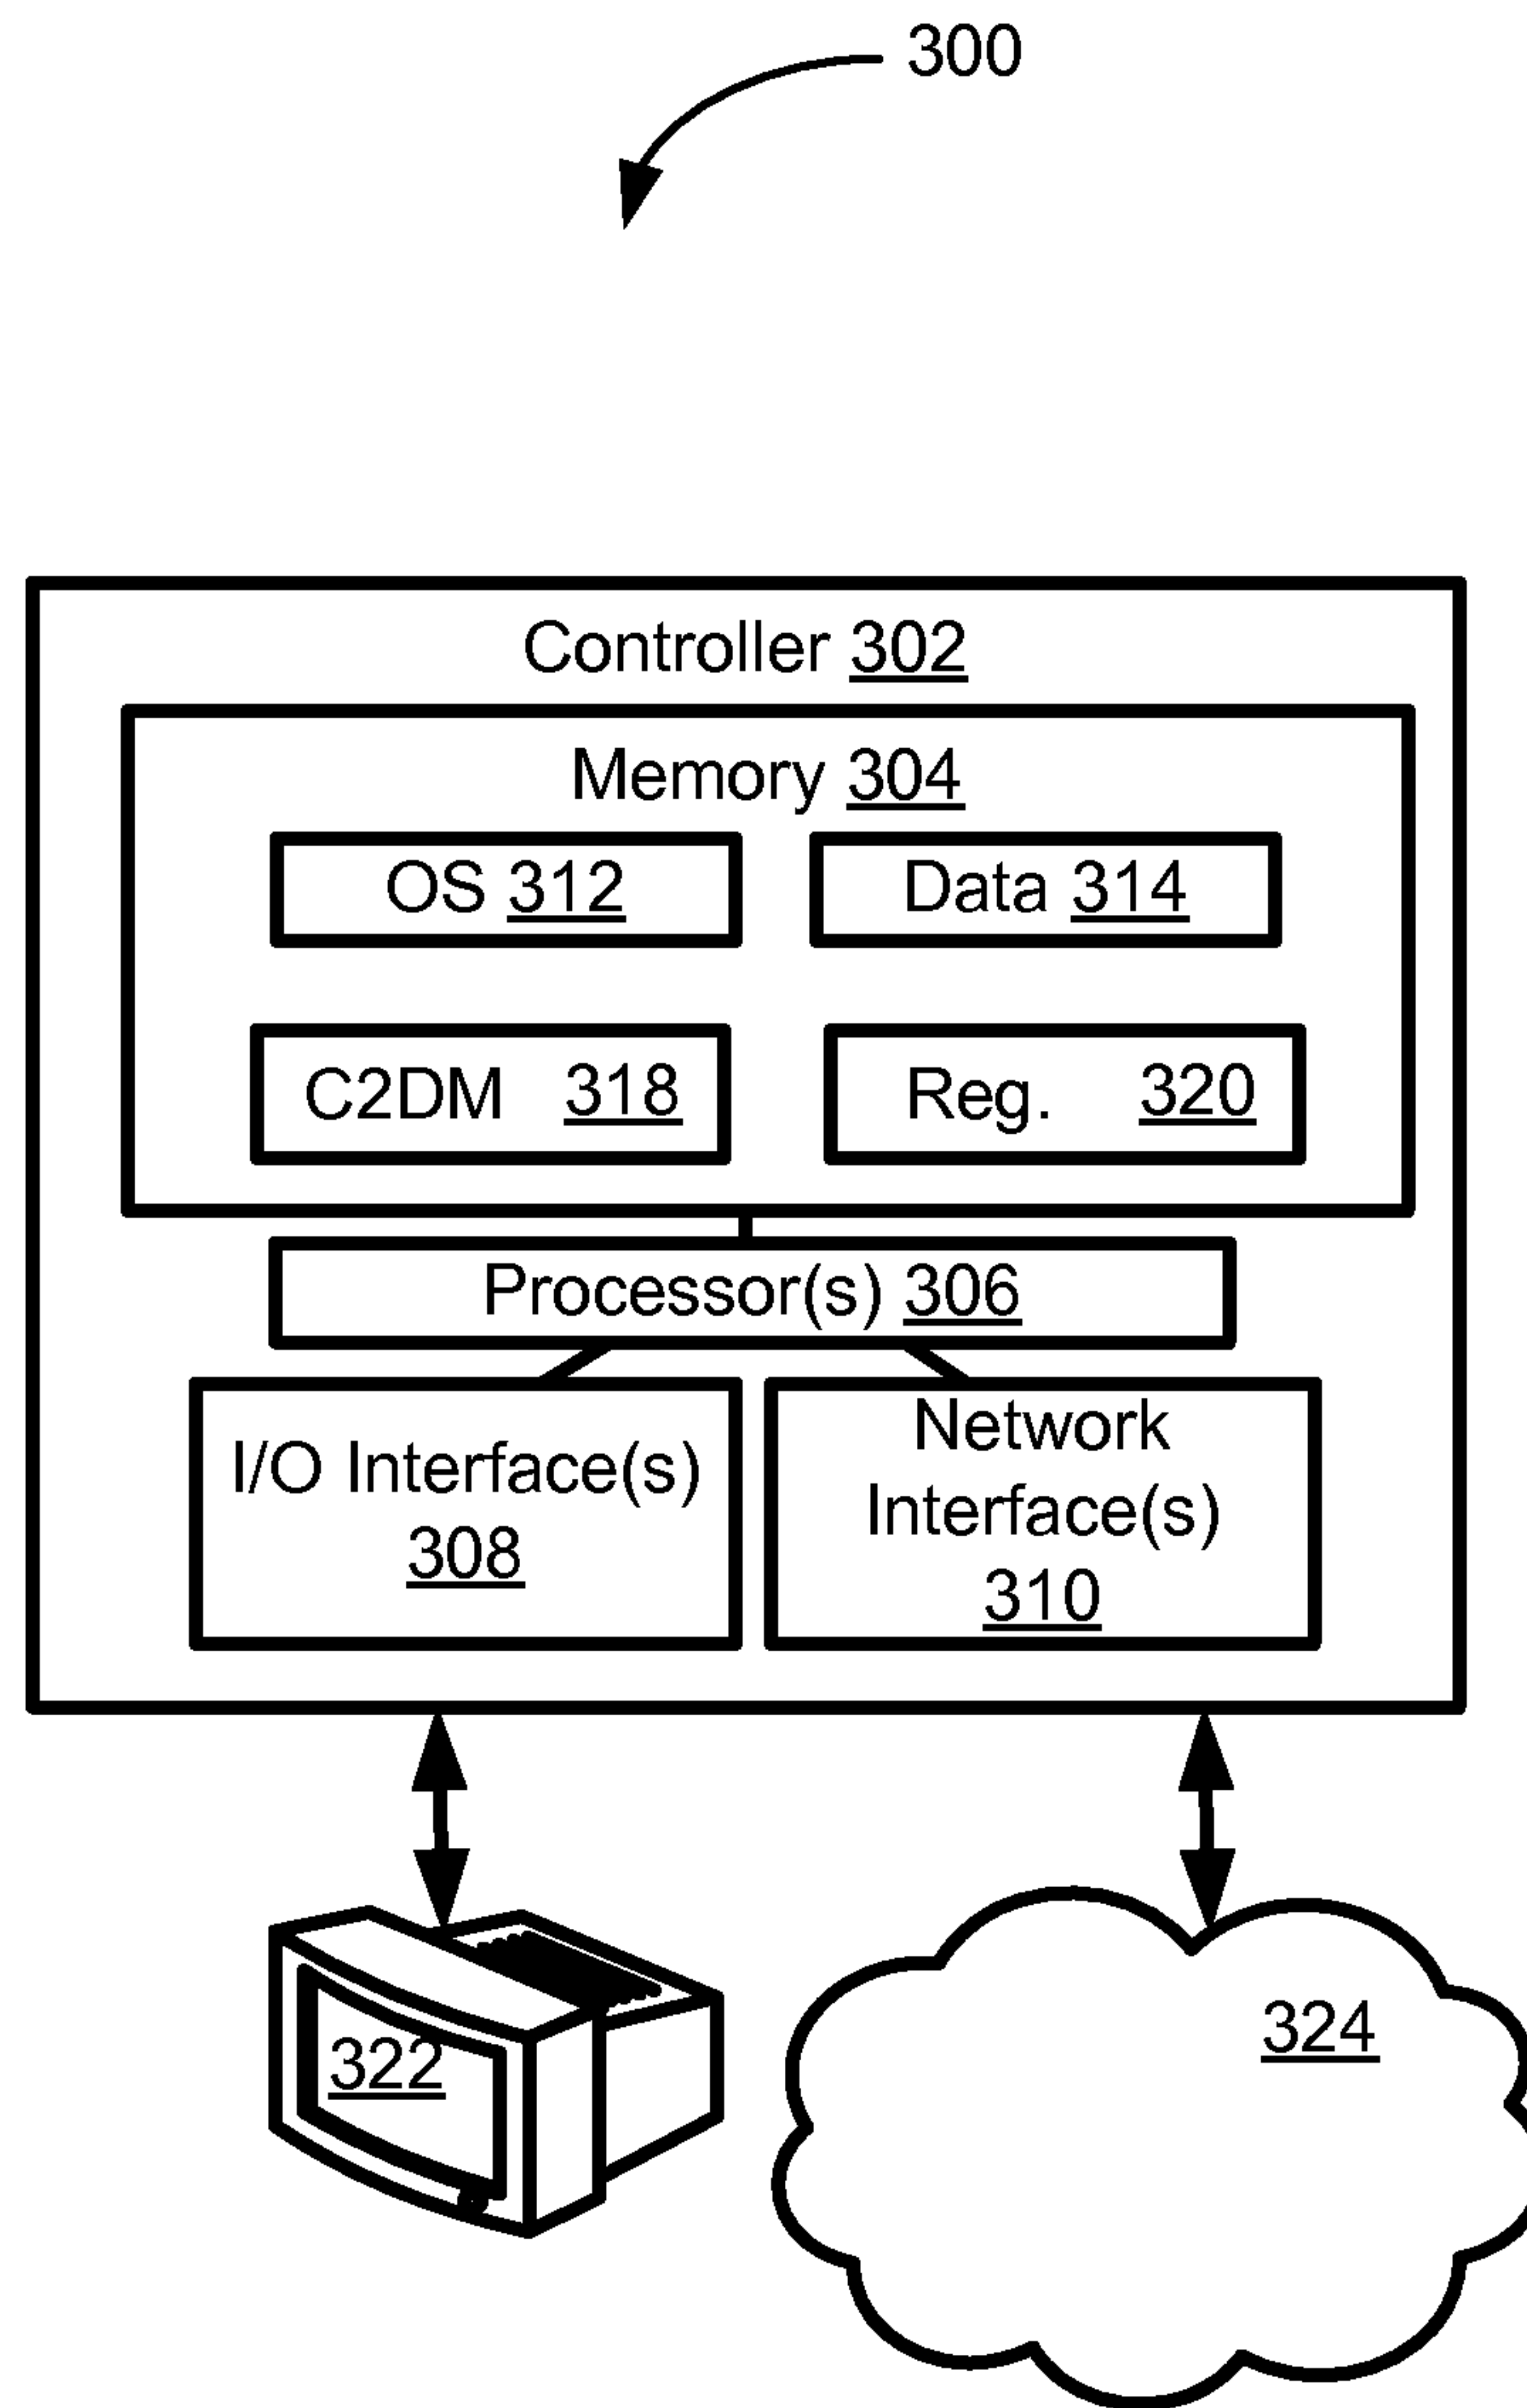 300
Controller 302
Memory 304
OS 312
Data 314
C2DM 318
Reg. 320
Processor(s) 306
I/O Interface(s)
308
Network
Interface(s)
310
322
324